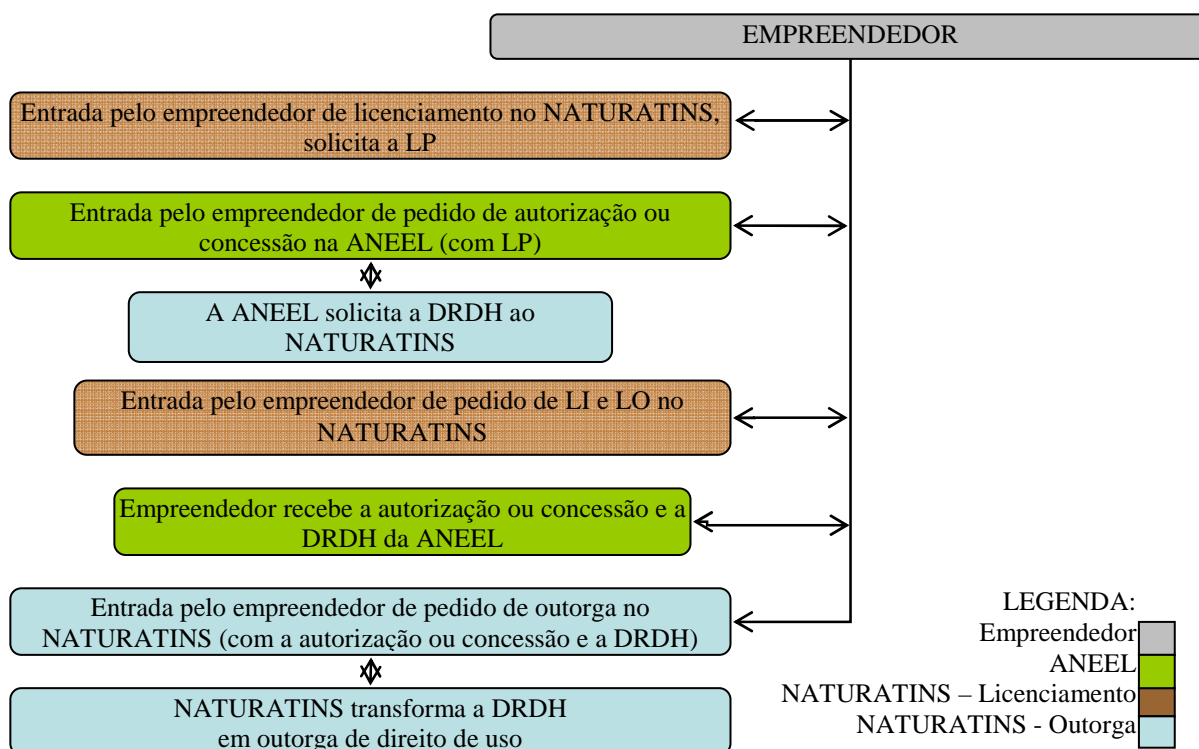 EMPREENDEDOR
Entrada pelo empreendedor de licenciamento no NATURATINS,
solicita a LP
Entrada pelo empreendedor de pedido de autorização ou
concessão na ANEEL (com LP)
A ANEEL solicita a DRDH ao
NATURATINS
Entrada pelo empreendedor de pedido de LI e LO no
NATURATINS
Empreendedor recebe a autorização ou concessão e a
DRDH da ANEEL
Entrada pelo empreendedor de pedido de outorga no
NATURATINS (com a autorização ou concessão e a DRDH)
NATURATINS transforma a DRDH
em outorga de direito de uso
LEGENDA:
Empreendedor
ANEEL
NATURATINS – Licenciamento
NATURATINS - Outorga